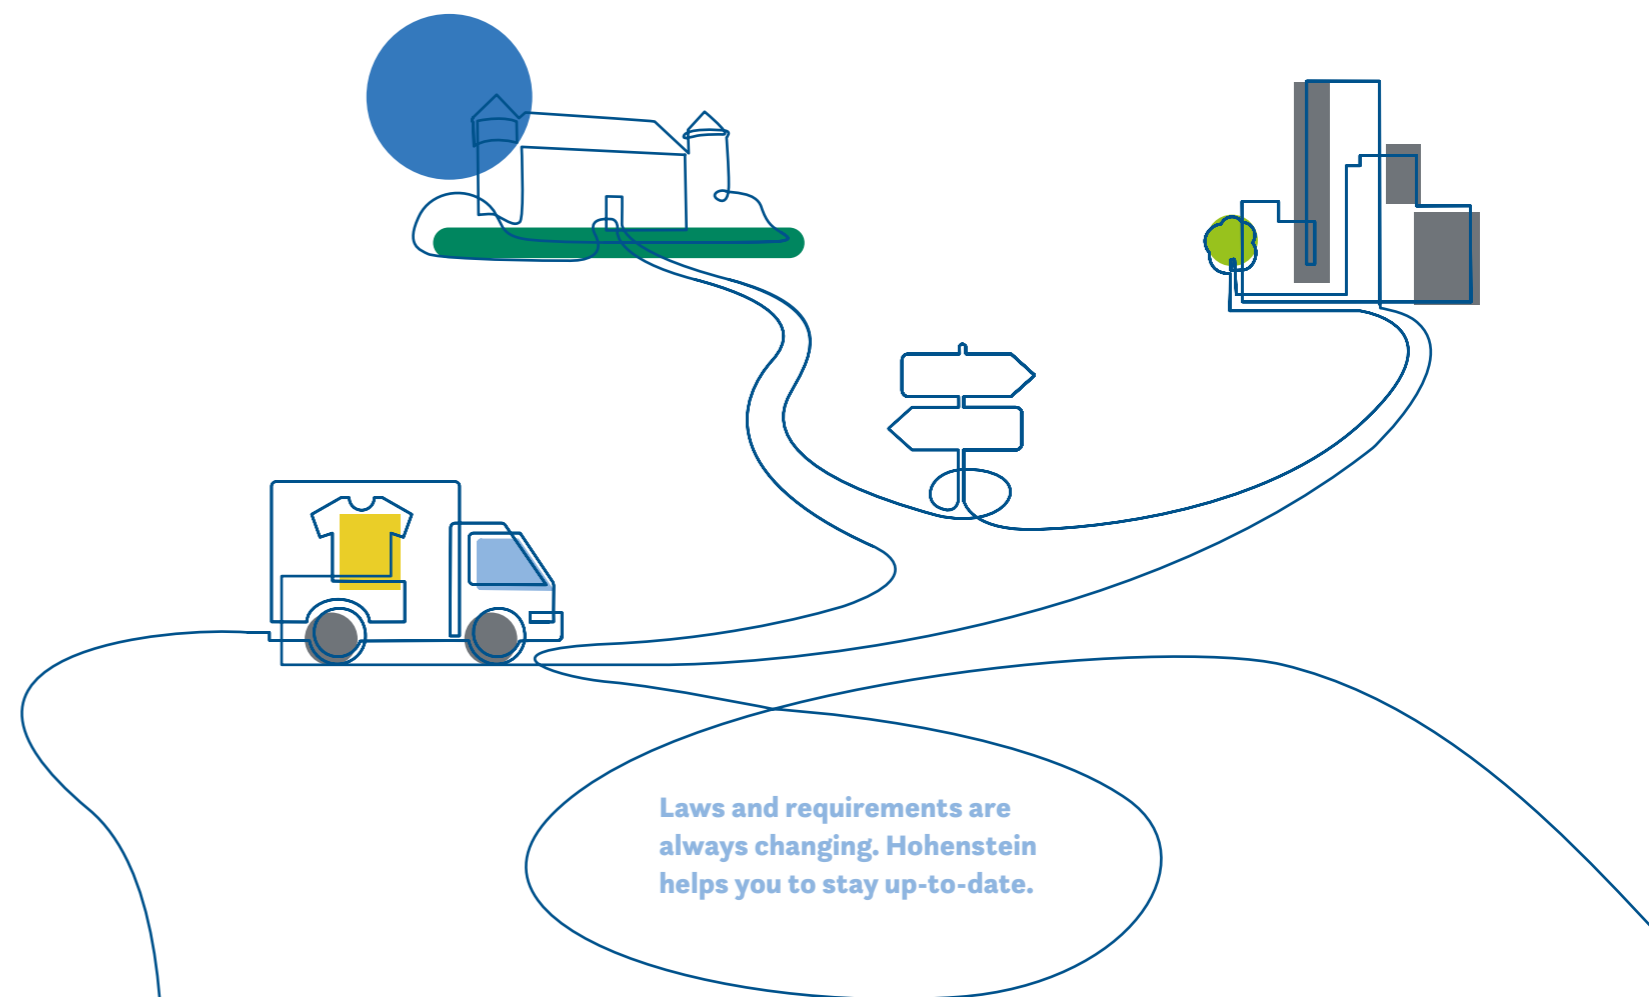 Laws and requirements are
always changing. Hohenstein
helps you to stay up-to-date.